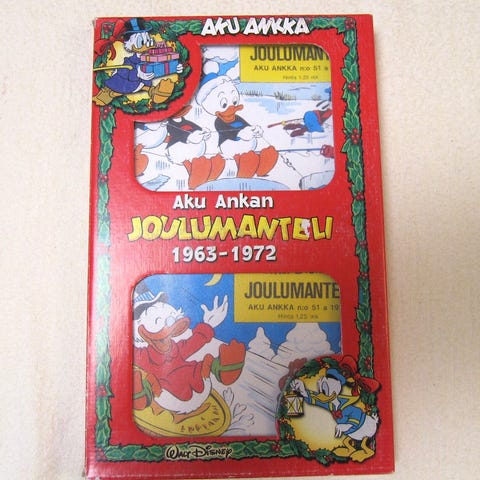 AKU ANKKA
JOULUMANT
AKU ANKKA n:o 51 a
Hinta 1,25 mk
Aku Ankan
JOULUMANTELI
1963-1972
JOULUMANTE
AKU ANKKA n:o 51 a 19
Hinta 1,25 mk
WALT DISNEY